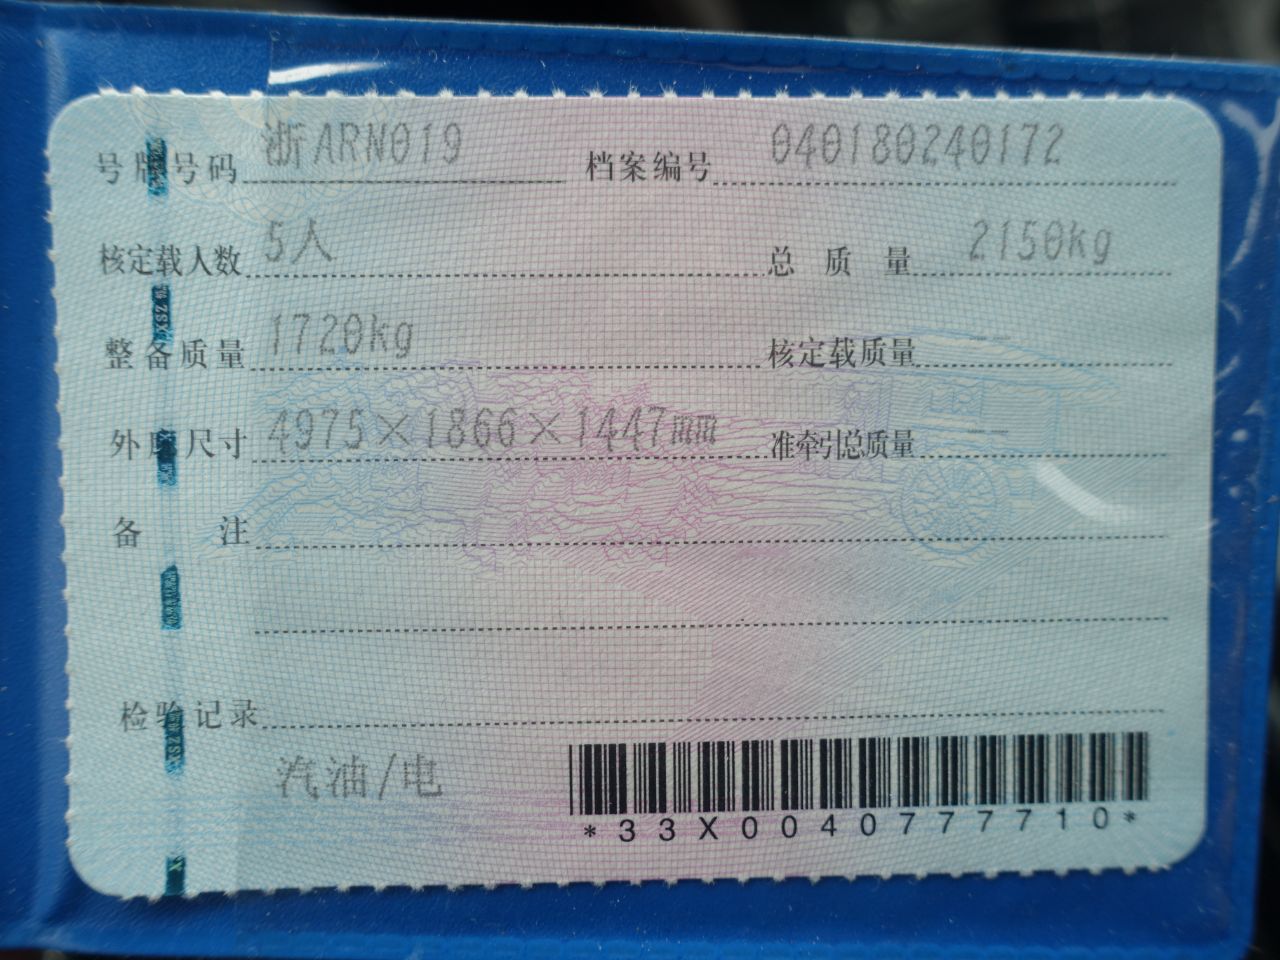 号牌号码 浙ARN019 档案编号 040180240172
核定载人数 5人 总质量 2150kg
整备质量 1720kg 核定载质量 --
外廓尺寸 4975×1866×1447mm 准牵引总质量 --
备注
检验记录
汽油/电
*33X0040777710*